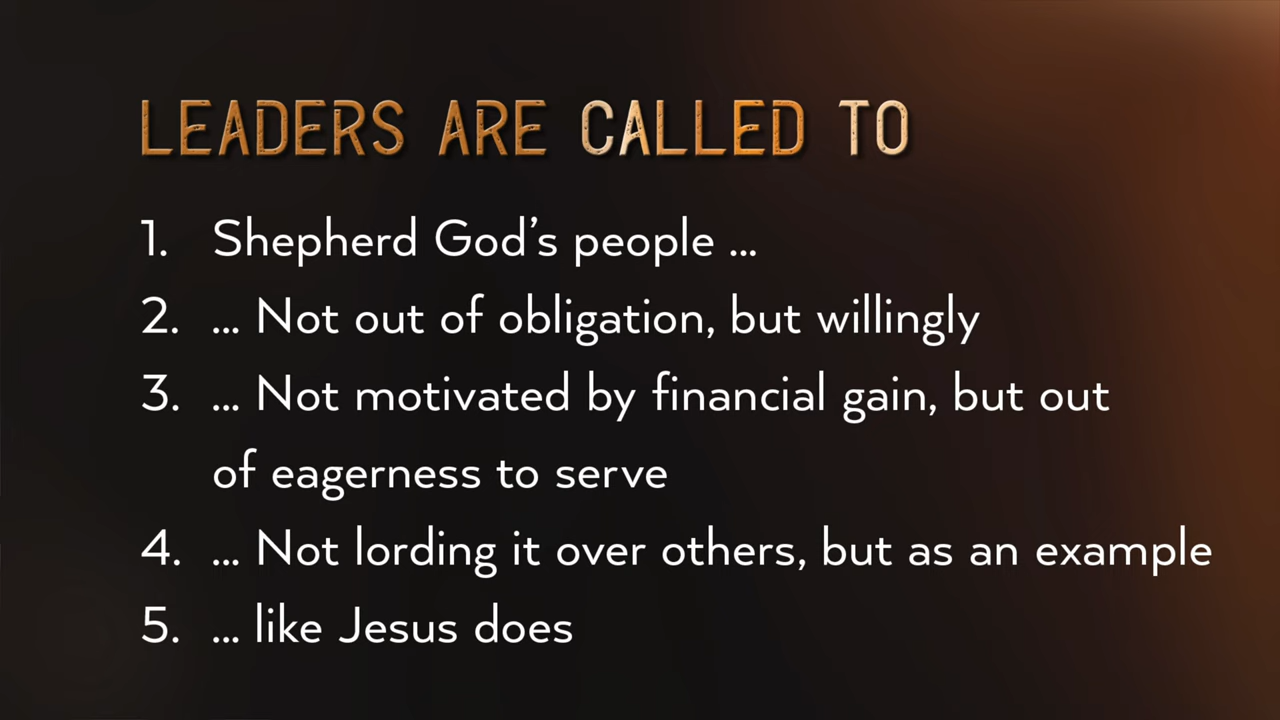 LEADERS ARE CALLED TO
1. Shepherd God’s people ...
2. ... Not out of obligation, but willingly
3. ... Not motivated by financial gain, but out
of eagerness to serve
4. ... Not lording it over others, but as an example
5. ... like Jesus does